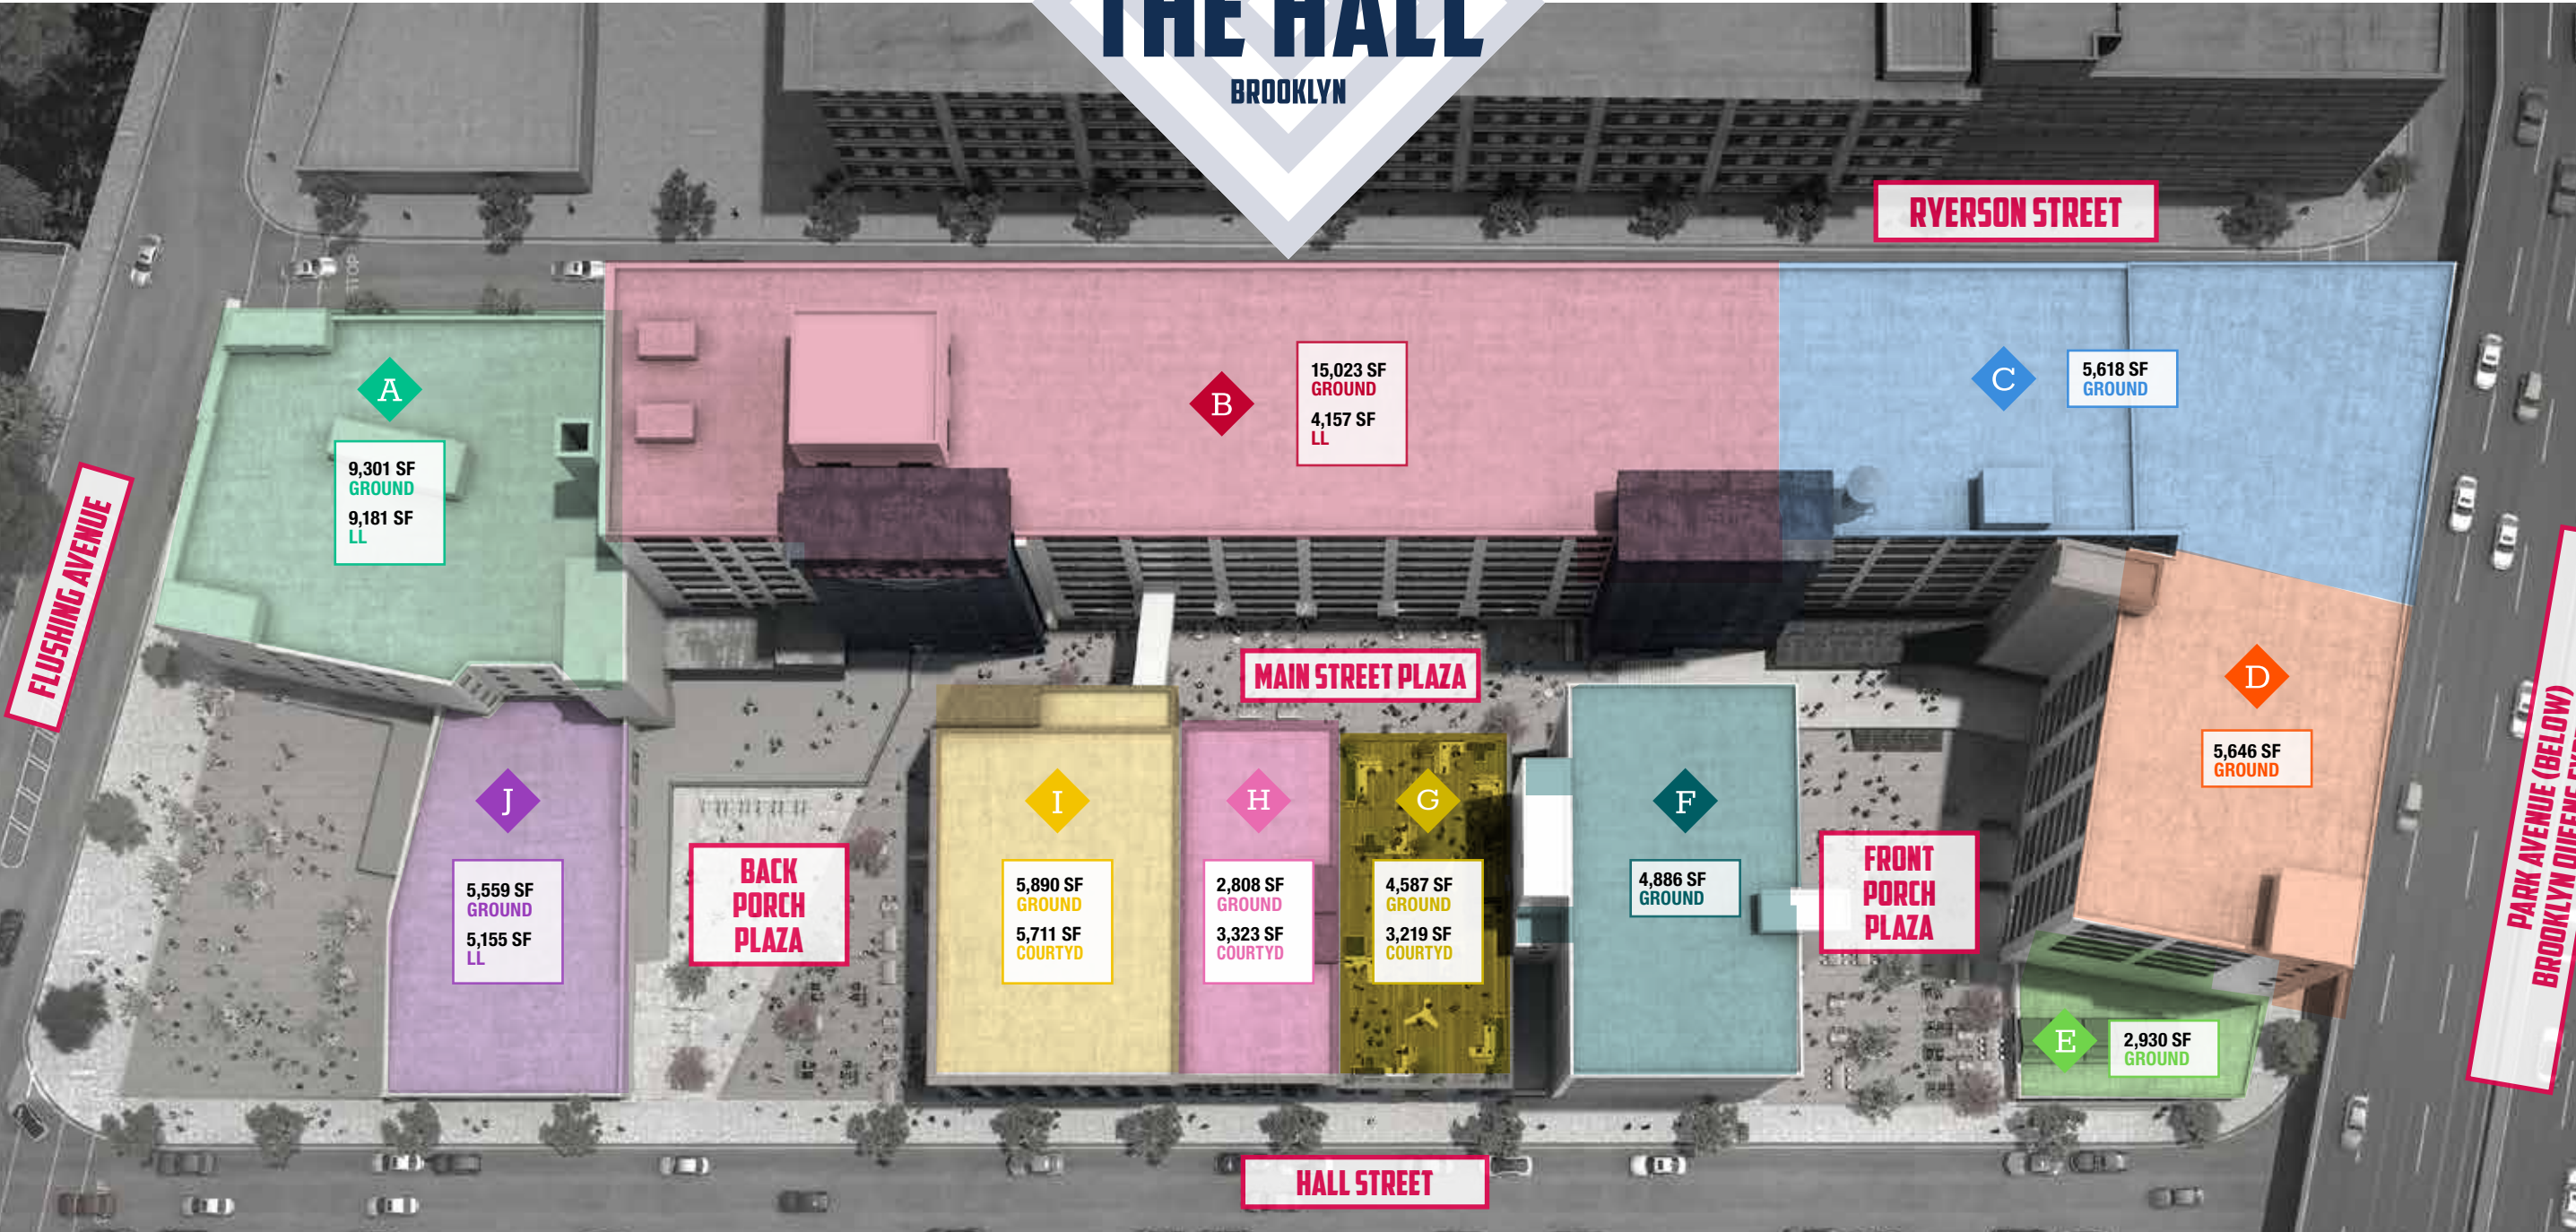 THE HALL
BROOKLYN
RYERSON STREET
STOP
A
9,301 SF
GROUND
9,181 SF
LL
B
15,023 SF
GROUND
4,157 SF
LL
C
5,618 SF
GROUND
FLUSHING AVENUE
MAIN STREET PLAZA
D
5,646 SF
GROUND
PARK AVENUE (BELOW)
BROOKLYN QUEENS
J
5,559 SF
GROUND
5,155 SF
LL
BACK
PORCH
PLAZA
I
5,890 SF
GROUND
5,711 SF
COURTYD
H
2,808 SF
GROUND
3,323 SF
COURTYD
G
4,587 SF
GROUND
3,219 SF
COURTYD
F
4,886 SF
GROUND
FRONT
PORCH
PLAZA
E
2,930 SF
GROUND
HALL STREET